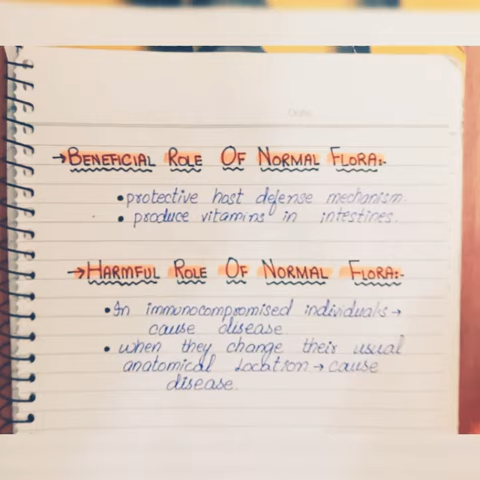 Date
→BENEFICIAL ROLE OF NORMAL FLORA:-
•protective host defense mechanism.
• produce vitamins in intestines.
→HARMFUL ROLE OF NORMAL FLORA:-
•In immunocompromised individuals →
cause disease
• when they change their usual
anatomical Location → cause
disease.